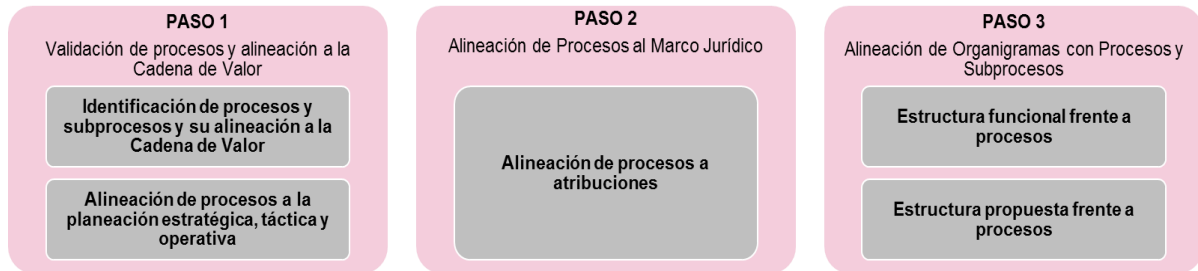 PASO 1
Validación de procesos y alineación a la
Cadena de Valor
Identificación de procesos y
subprocesos y su alineación a la
Cadena de Valor
Alineación de procesos a la
planeación estratégica, táctica y
operativa
PASO 2
Alineación de Procesos al Marco Jurídico
Alineación de procesos a
atribuciones
PASO 3
Alineación de Organigramas con Procesos y
Subprocesos
Estructura funcional frente a
procesos
Estructura propuesta frente a
procesos